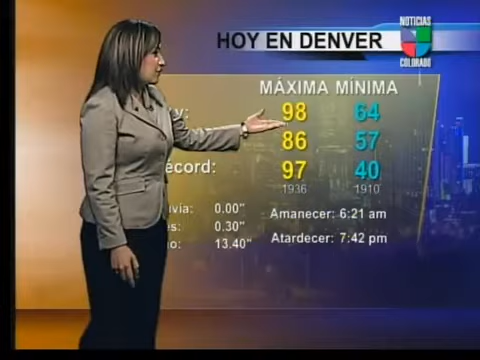 NOTICIAS
COLORADO
HOY EN DENVER
MÁXIMA MÍNIMA
98 64
86 57
récord: 97 40
1936 1910
0.00" Amanecer: 6:21 am
0.30"
13.40" Atardecer: 7:42 pm